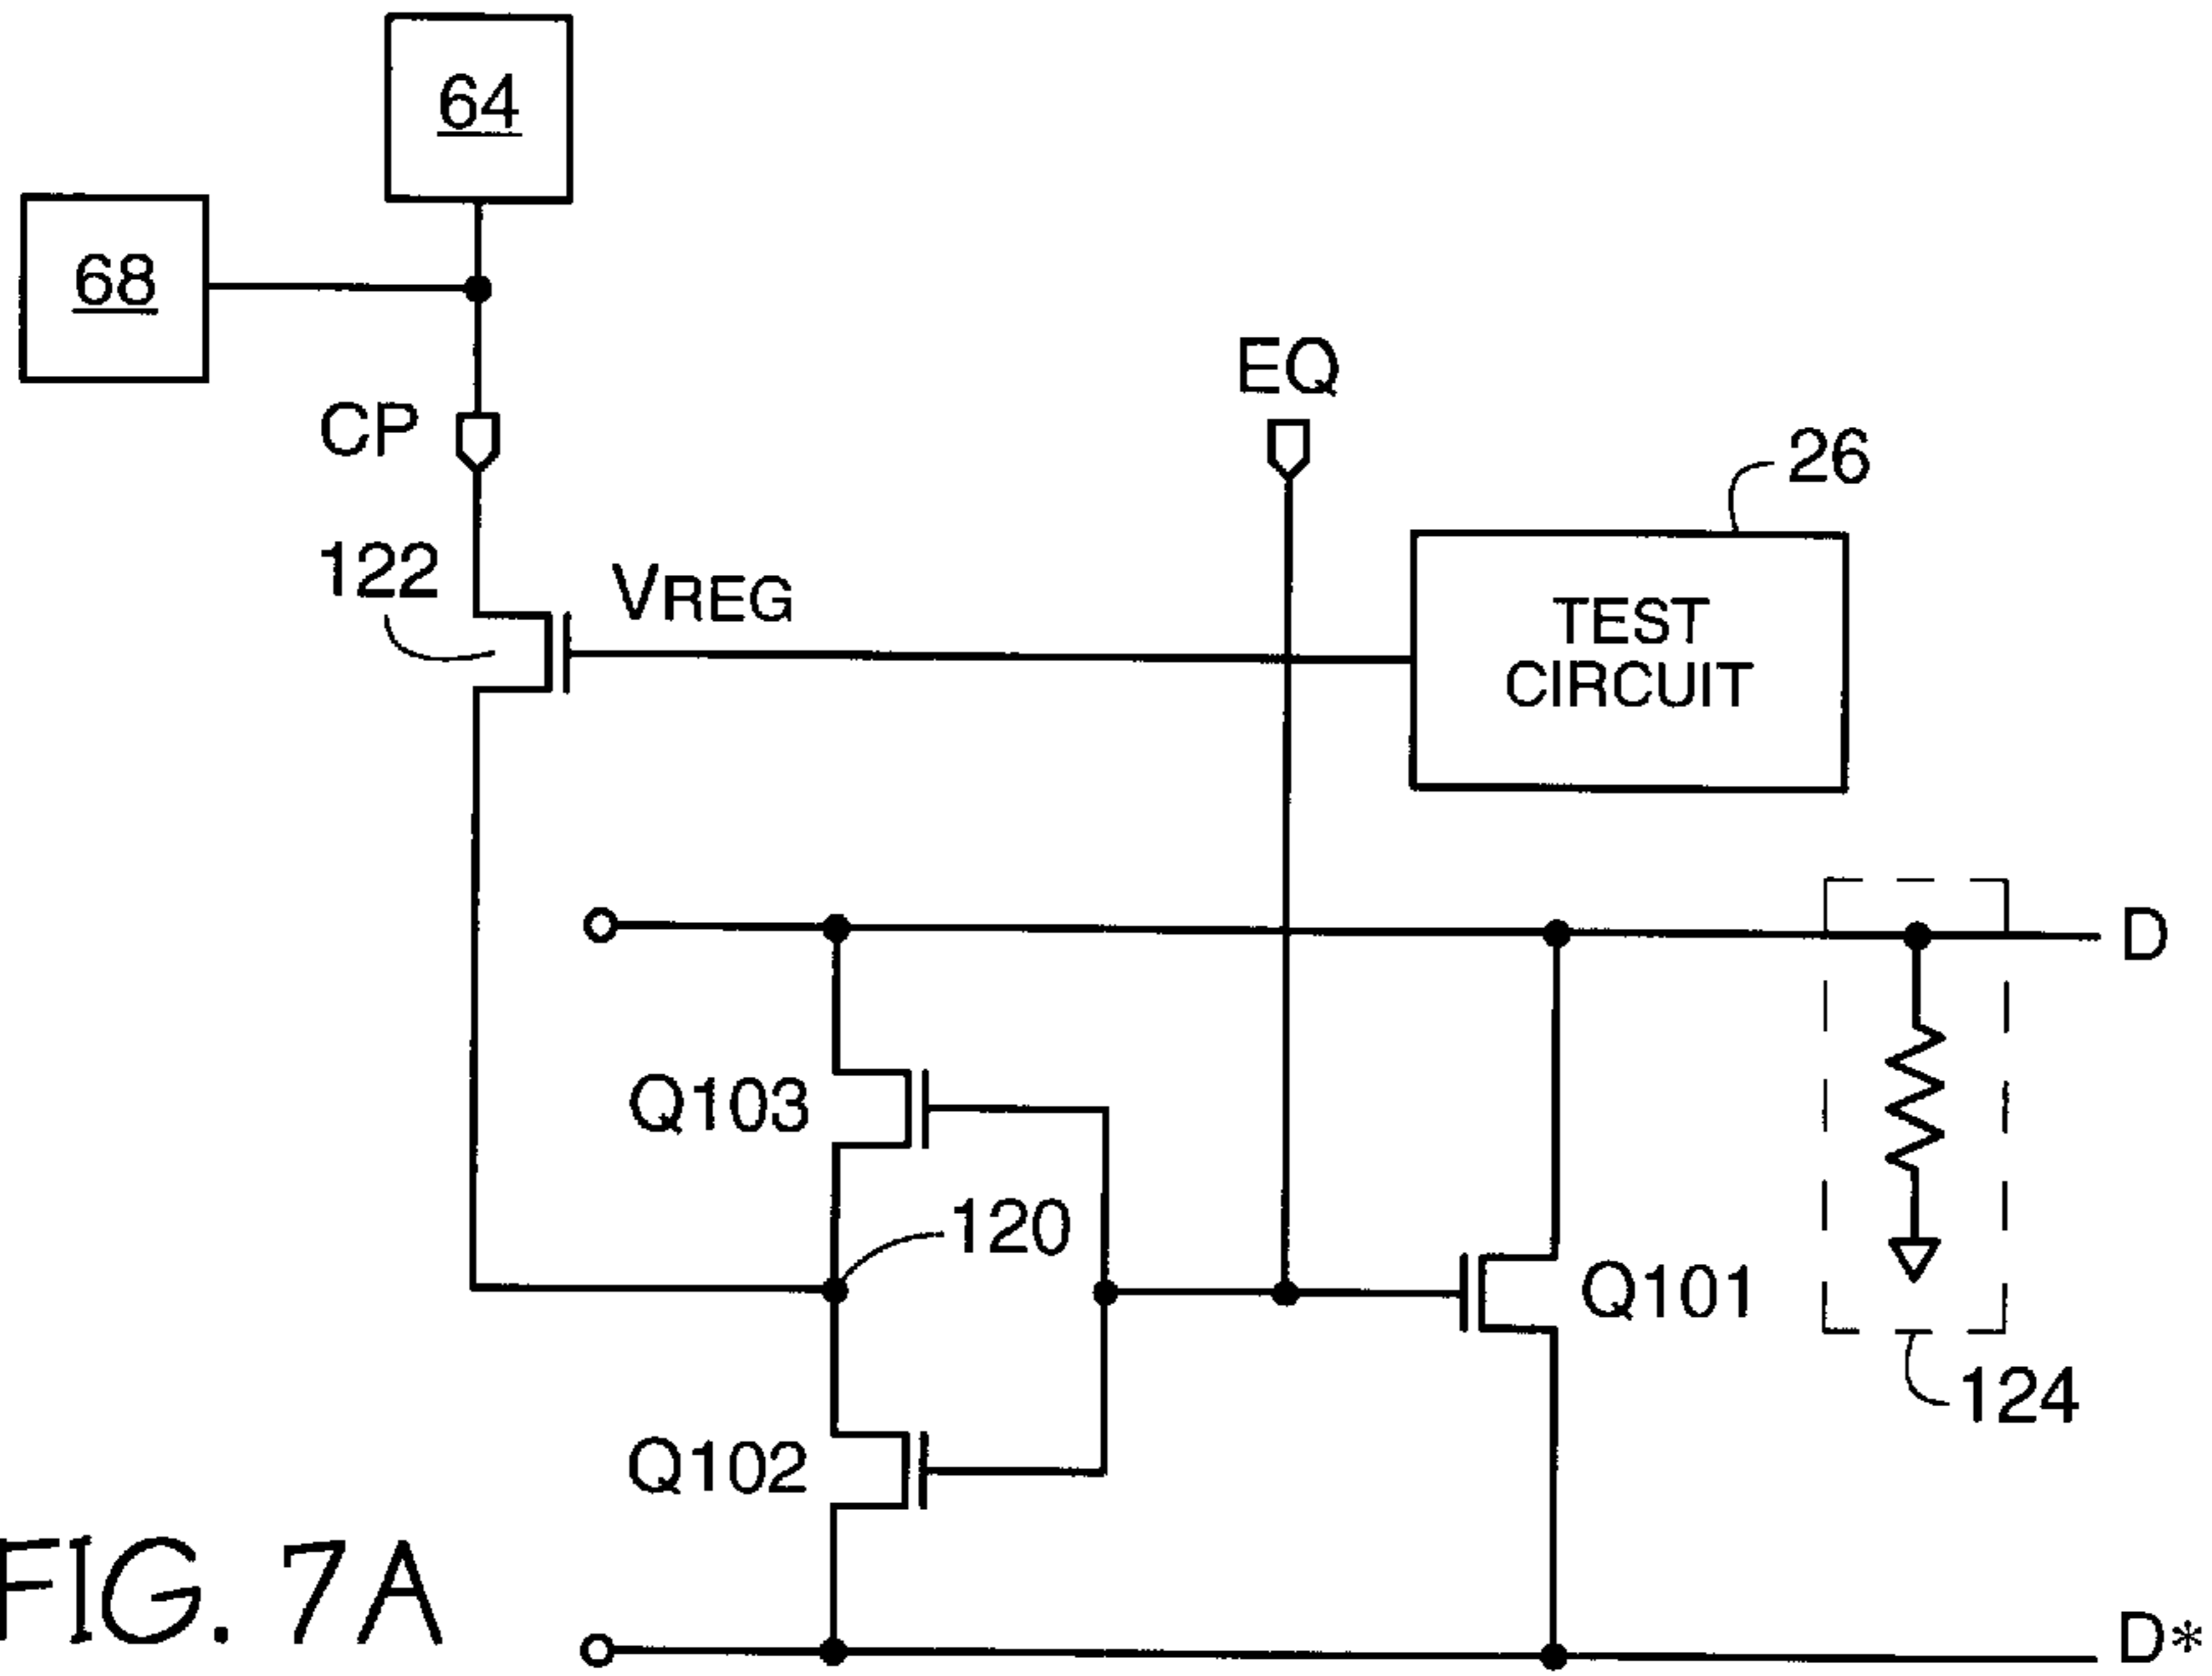 64
68
CP
EQ
26
122
VREG
TEST
CIRCUIT
D
Q103
120
Q101
124
Q102
FIG. 7A
D*